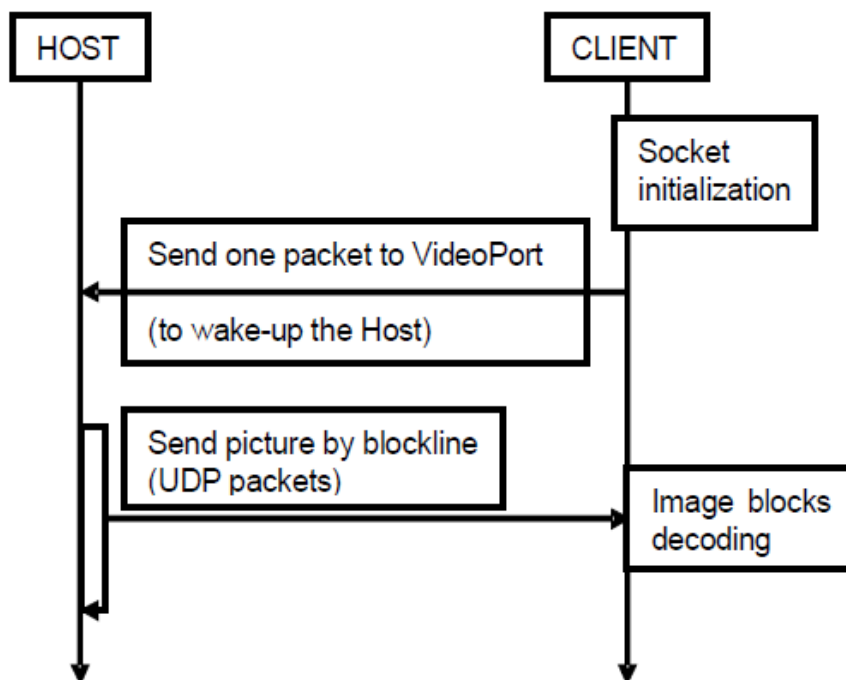 HOST
CLIENT
Socket
initialization
Send one packet to VideoPort
(to wake-up the Host)
Send picture by blockline
(UDP packets)
Image blocks
decoding